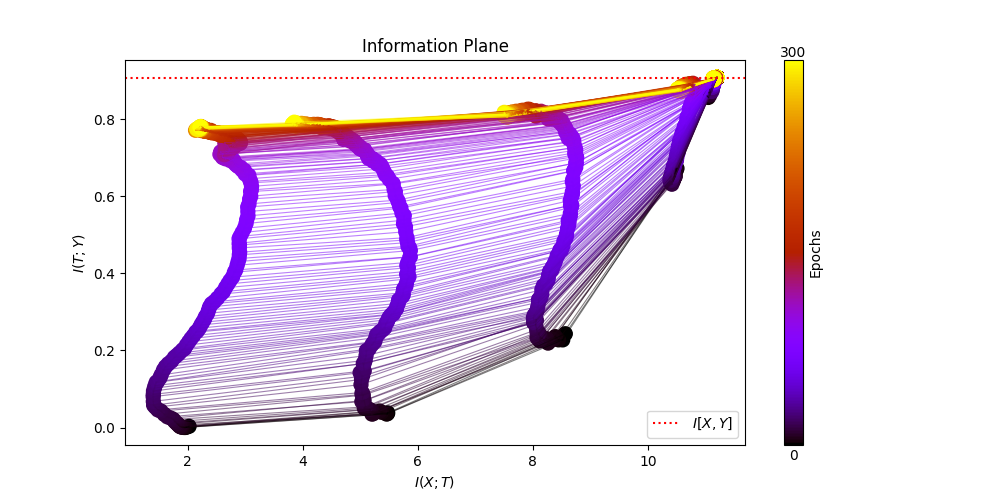 Information Plane
300
0.8
0.6
0.4
0.2
0.0
I(T; Y)
Epochs
I[X, Y]
2
4
6
8
10
0
I(X; T)